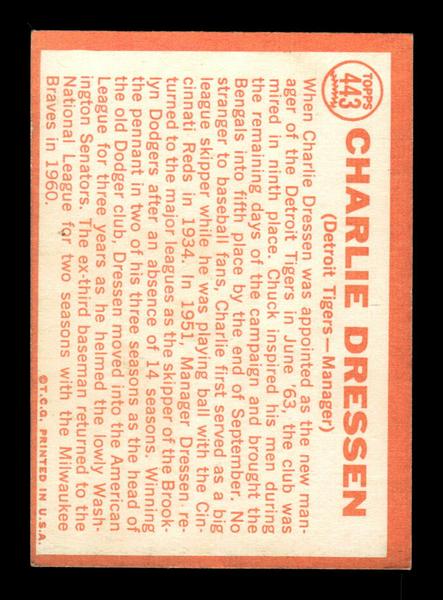 TOPPS
443
CHARLIE DRESSEN
(Detroit Tigers—Manager)
When Charlie Dressen was appointed as the new man-
ager of the Detroit Tigers in June '63, the club was
mired in ninth place. Chuck inspired his men during
the remaining days of the campaign and brought the
Bengals into fifth place by the end of September. No
stranger to baseball fans, Charlie first served as a big
league skipper while he was playing ball with the Cin-
cinnati Reds in 1934. In 1951, Manager Dressen re-
turned to the major leagues as the skipper of the Brook-
lyn Dodgers after an absence of 14 seasons. Winning
the pennant in two of his three seasons as the head of
the old Dodger club, Dressen moved into the American
League for three years as he helmed the lowly Wash-
ington Senators. The ex-third baseman returned to the
National League for two seasons with the Milwaukee
Braves in 1960.
©T.C.G. PRINTED IN U.S.A.